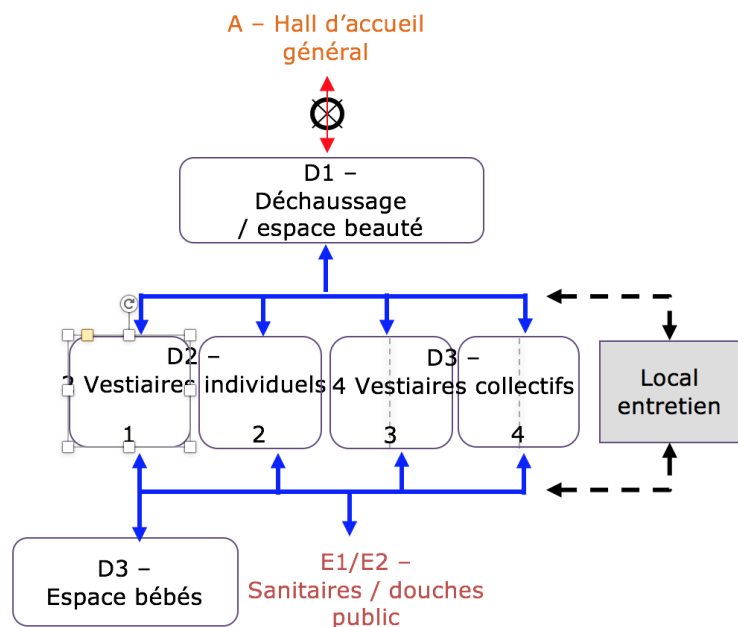 A – Hall d’accueil
général
D1 –
Déchaussage
/ espace beauté
D2 –
Vestiaires individuels
D3 –
4 Vestiaires collectifs
1
2
3
4
Local
entretien
D3 –
Espace bébés
E1/E2 –
Sanitaires / douches
public